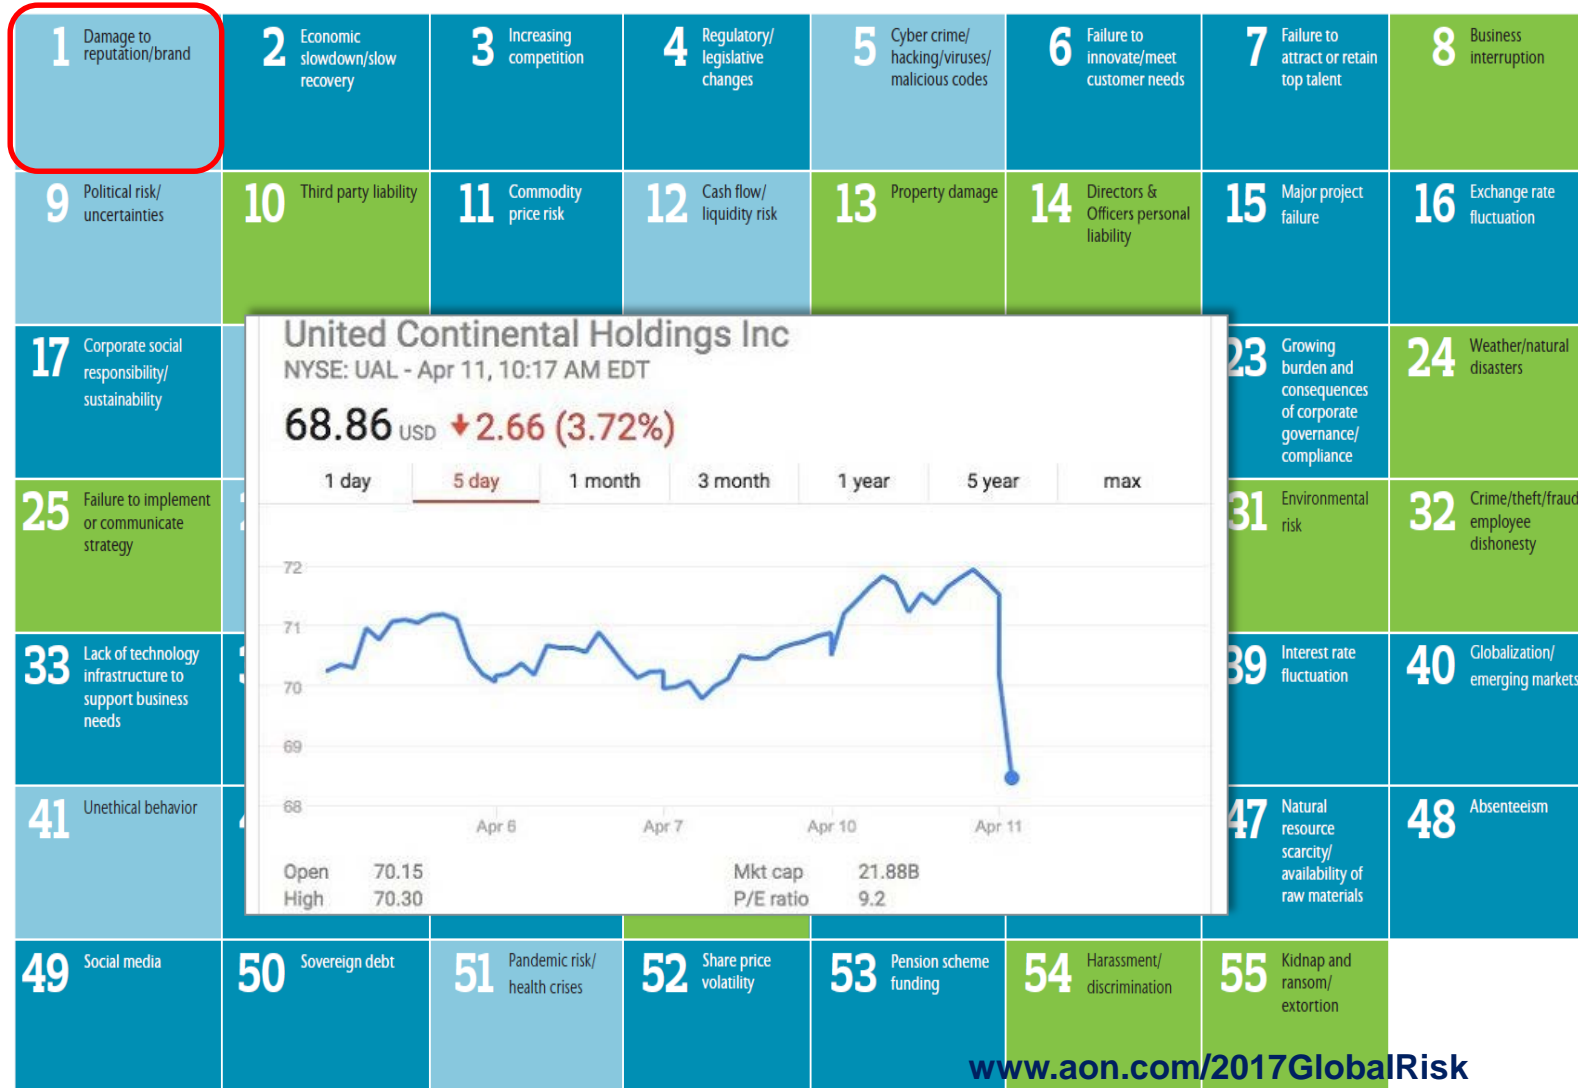 1 Damage to
reputation/brand
2 Economic
slowdown/slow
recovery
3 Increasing
competition
4 Regulatory/
legislative
changes
5 Cyber crime/
hacking/viruses/
malicious codes
6 Failure to
innovate/meet
customer needs
7 Failure to
attract or retain
top talent
8 Business
interruption
9 Political risk/
uncertainties
10 Third party liability
11 Commodity
price risk
12 Cash flow/
liquidity risk
13 Property damage
14 Directors &
Officers personal
liability
15 Major project
failure
16 Exchange rate
fluctuation
17 Corporate social
responsibility/
sustainability
United Continental Holdings Inc
NYSE: UAL - Apr 11, 10:17 AM EDT
68.86 USD 2.66 (3.72%)
1 day 5 day 1 month 3 month 1 year 5 year max
72
71
70
69
68
Apr 6 Apr 7 Apr 10 Apr 11
Open 70.15 Mkt cap 21.88B
High 70.30 P/E ratio 9.2
23 Growing
burden and
consequences
of corporate
governance/
compliance
24 Weather/natural
disasters
25 Failure to implement
or communicate
strategy
31 Environmental
risk
32 Crime/theft/fraud
employee
dishonesty
33 Lack of technology
infrastructure to
support business
needs
39 Interest rate
fluctuation
40 Globalization/
emerging markets
41 Unethical behavior
47 Natural
resource
scarcity/
availability of
raw materials
48 Absenteeism
49 Social media
50 Sovereign debt
51 Pandemic risk/
health crises
52 Share price
volatility
53 Pension scheme
funding
54 Harassment/
discrimination
55 Kidnap and
ransom/
extortion
www.aon.com/2017GlobalRisk